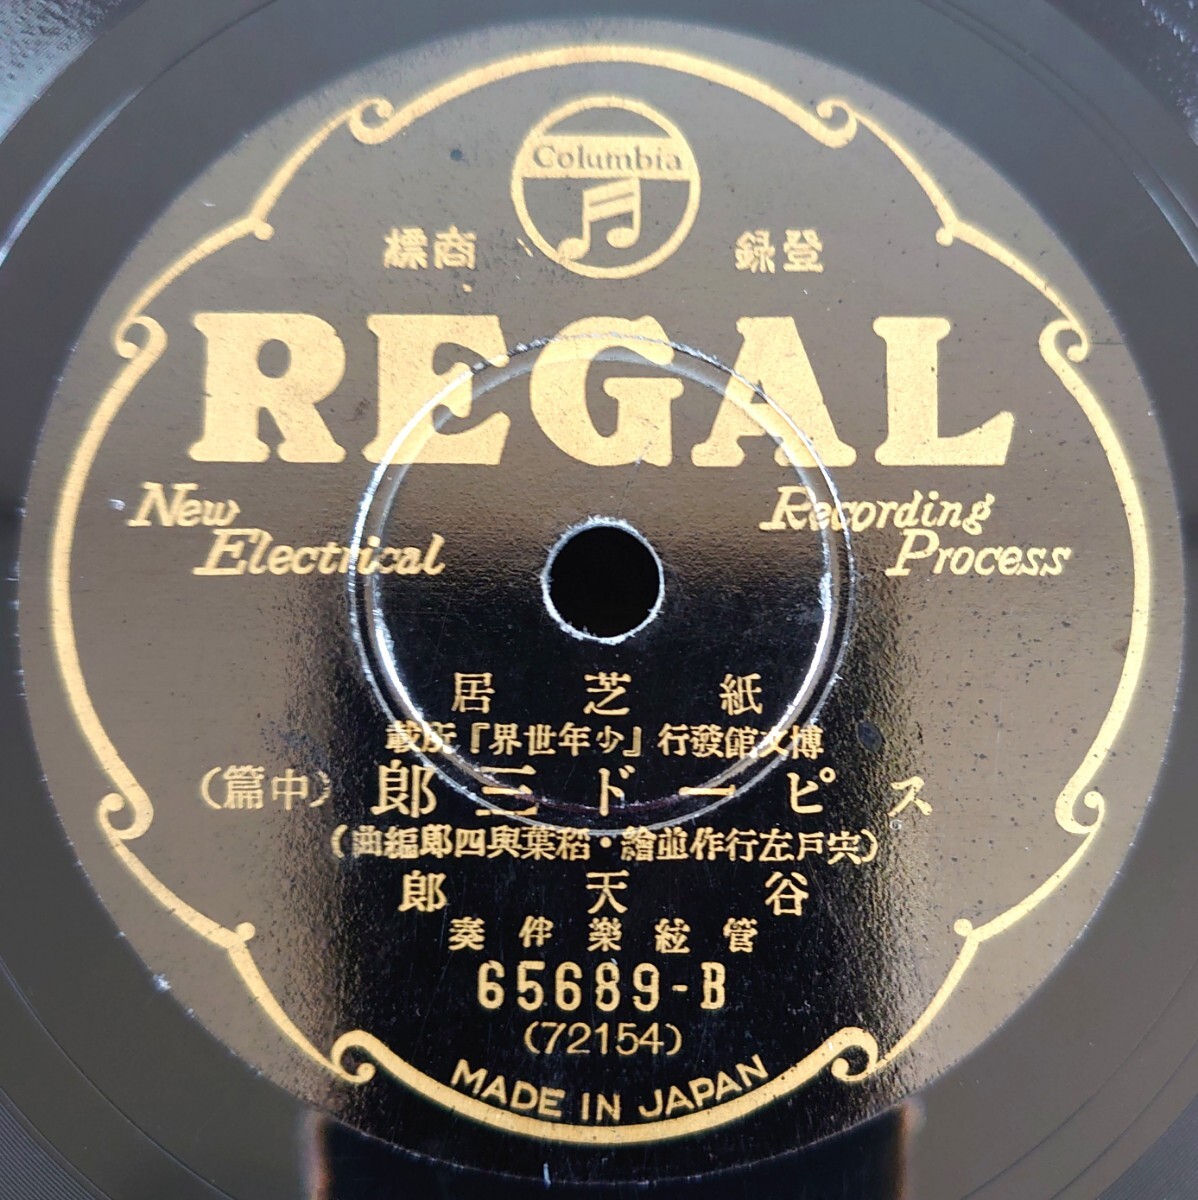 Columbia
登録 商標
REGAL
New Electrical
Recording Process
紙芝居
博文館發行『少年世界』所載
スピード三郎(中篇)
(宍戸左行作並繪・稻葉與四郎編曲)
谷天郎
管絃樂伴奏
65689-B
(72154)
MADE IN JAPAN